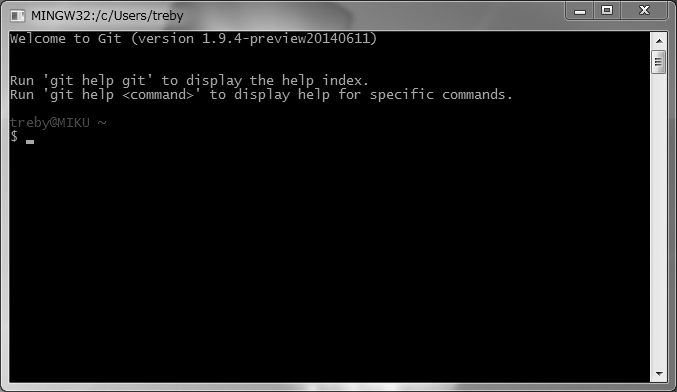 MINGW32:/c/Users/treby
Welcome to Git (version 1.9.4-preview20140611)
Run 'git help git' to display the help index.
Run 'git help <command>' to display help for specific commands.
treby@MIKU ~
$